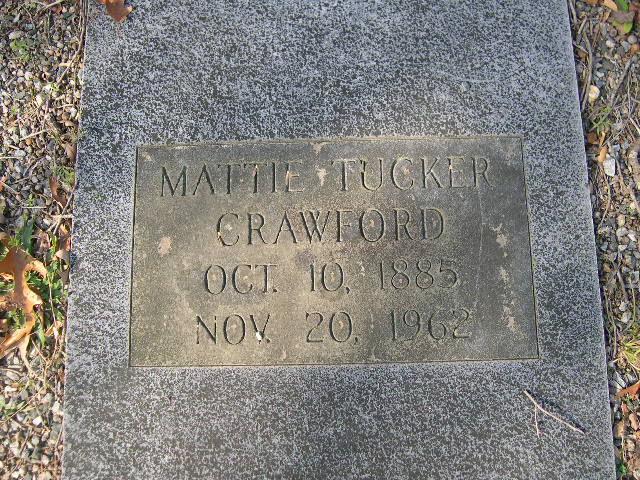 MATTIE TUCKER
CRAWFORD
OCT. 10, 1885
NOV. 20, 1962